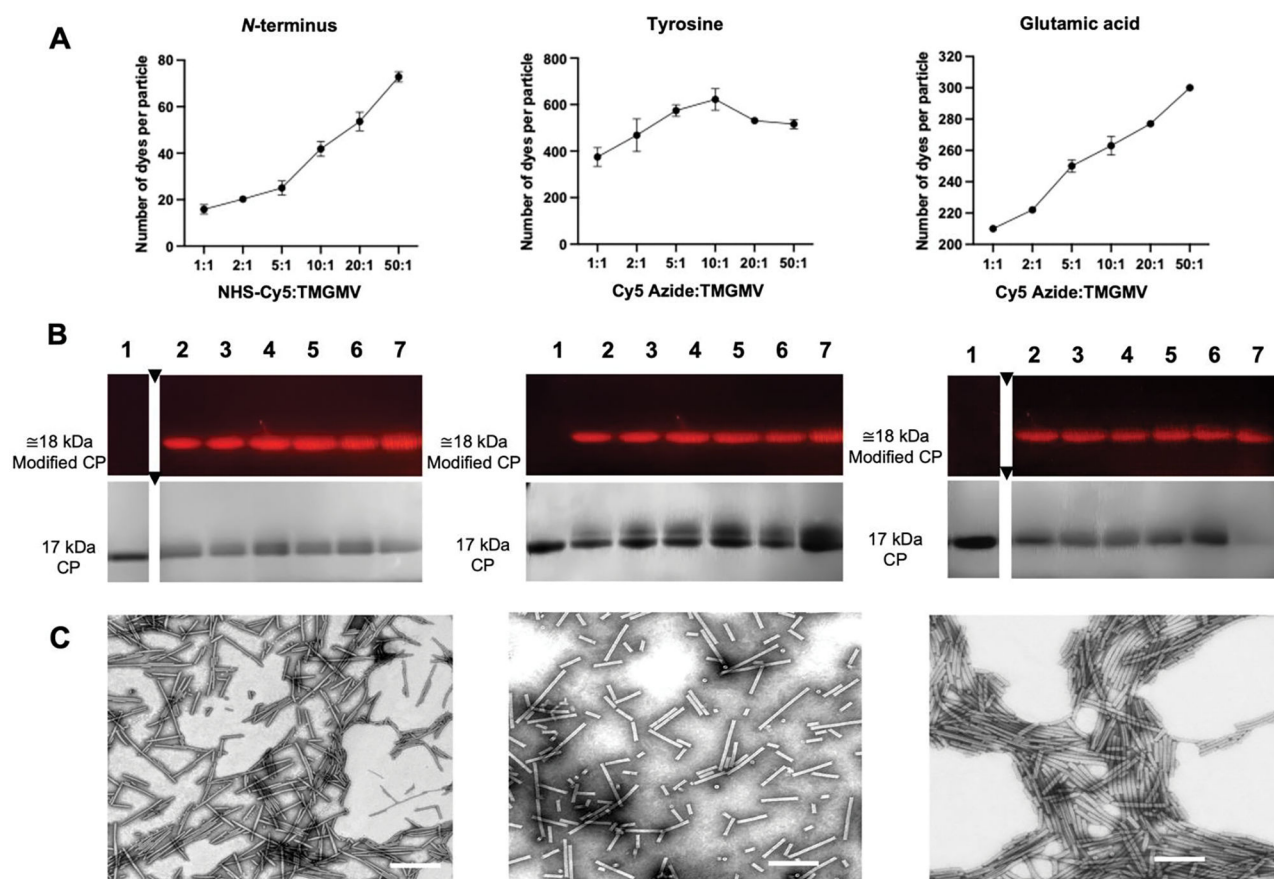 A
N-terminus
Number of dyes per particle
80
60
40
20
0
1:1 2:1 5:1 10:1 20:1 50:1
NHS-Cy5:TMGMV
Tyrosine
Number of dyes per particle
800
600
400
200
0
1:1 2:1 5:1 10:1 20:1 50:1
Cy5 Azide:TMGMV
Glutamic acid
Number of dyes per particle
320
300
280
260
240
220
200
1:1 2:1 5:1 10:1 20:1 50:1
Cy5 Azide:TMGMV
B
1 2 3 4 5 6 7
≅18 kDa
Modified CP
17 kDa
CP
1 2 3 4 5 6 7
≅18 kDa
Modified CP
17 kDa
CP
1 2 3 4 5 6 7
≅18 kDa
Modified CP
17 kDa
CP
C